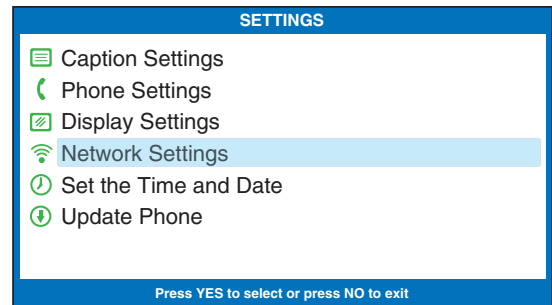 SETTINGS
Caption Settings
Phone Settings
Display Settings
Network Settings
Set the Time and Date
Update Phone
Press YES to select or press NO to exit